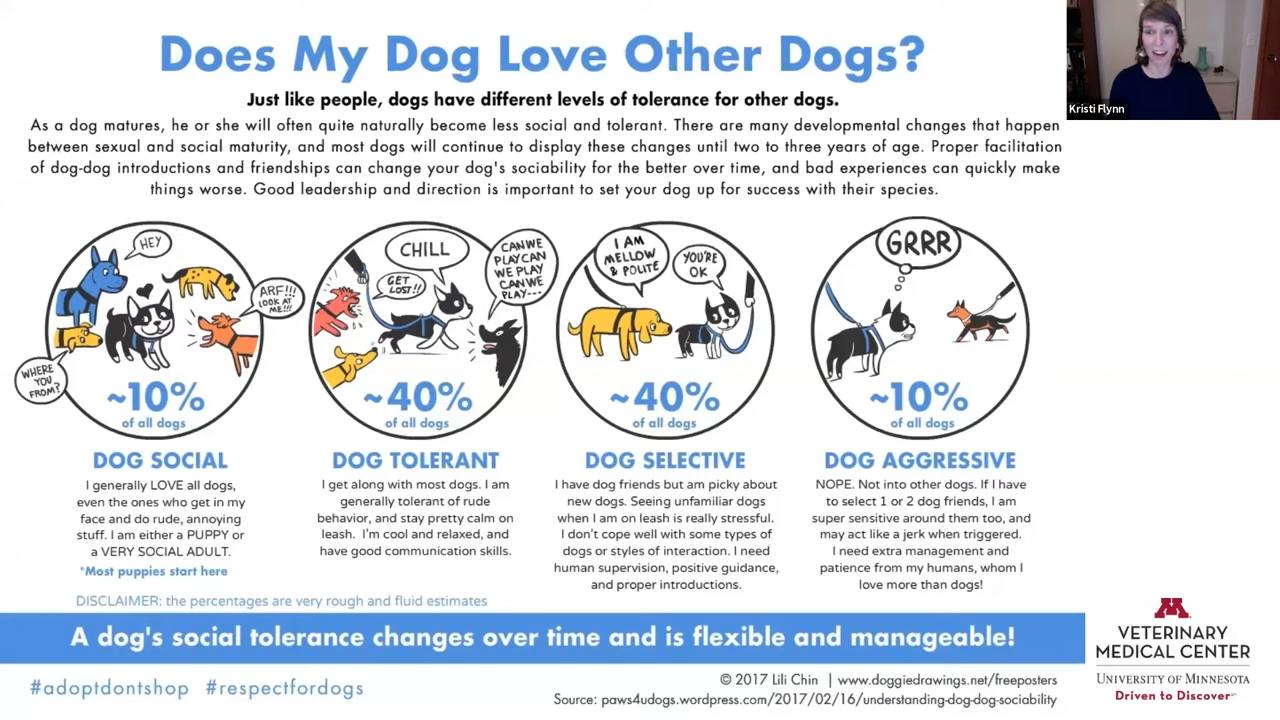 Does My Dog Love Other Dogs?
Just like people, dogs have different levels of tolerance for other dogs.
As a dog matures, he or she will often quite naturally become less social and tolerant. There are many developmental changes that happen
between sexual and social maturity, and most dogs will continue to display these changes until two to three years of age. Proper facilitation
of dog-dog introductions and friendships can change your dog's sociability for the better over time, and bad experiences can quickly make
things worse. Good leadership and direction is important to set your dog up for success with their species.
Kristi Flynn
HEY
ARF!!!
LOOK AT
ME!!!
WHERE
YOU
FROM?
~10%
of all dogs
DOG SOCIAL
I generally LOVE all dogs,
even the ones who get in my
face and do rude, annoying
stuff. I am either a PUPPY or
a VERY SOCIAL ADULT.
*Most puppies start here
CHILL
GET
LOST!!
CAN WE
PLAY CAN
WE PLAY
CAN WE
PLAY---
~40%
of all dogs
DOG TOLERANT
I get along with most dogs. I am
generally tolerant of rude
behavior, and stay pretty calm on
leash. I'm cool and relaxed, and
have good communication skills.
I AM
MELLOW
& POLITE
YOU'RE
OK
~40%
of all dogs
DOG SELECTIVE
I have dog friends but am picky about
new dogs. Seeing unfamiliar dogs
when I am on leash is really stressful.
I don't cope well with some types of
dogs or styles of interaction. I need
human supervision, positive guidance,
and proper introductions.
GRRR
~10%
of all dogs
DOG AGGRESSIVE
NOPE. Not into other dogs. If I have
to select 1 or 2 dog friends, I am
super sensitive around them too, and
may act like a jerk when triggered.
I need extra management and
patience from my humans, whom I
love more than dogs!
DISCLAIMER: the percentages are very rough and fluid estimates
A dog's social tolerance changes over time and is flexible and manageable!
#adoptdontshop #respectfordogs
© 2017 Lili Chin | www.doggiedrawings.net/freeposters
Source: paws4udogs.wordpress.com/2017/02/16/understanding-dog-dog-sociability
M
VETERINARY
MEDICAL CENTER
UNIVERSITY OF MINNESOTA
Driven to Discover